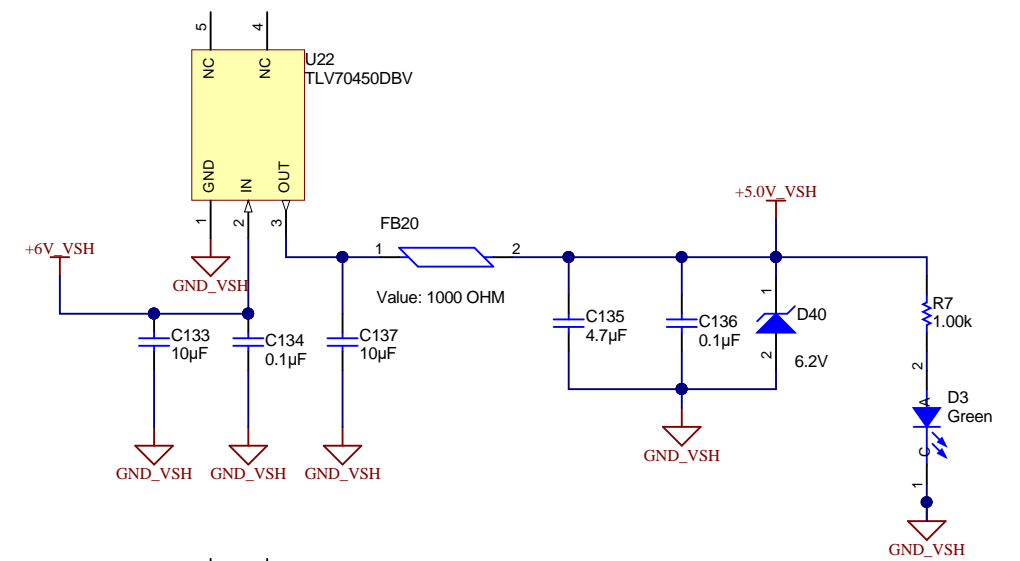 5
4
NC
NC
U22
TLV70450DBV
GND
IN
OUT
1
2
3
+6V_VSH
GND_VSH
FB20
1
2
Value: 1000 OHM
+5.0V_VSH
C133
10µF
C134
0.1µF
C137
10µF
C135
4.7µF
C136
0.1µF
1
D40
2
6.2V
R7
1.00k
2
A
D3
Green
C
1
GND_VSH
GND_VSH
GND_VSH
GND_VSH
GND_VSH